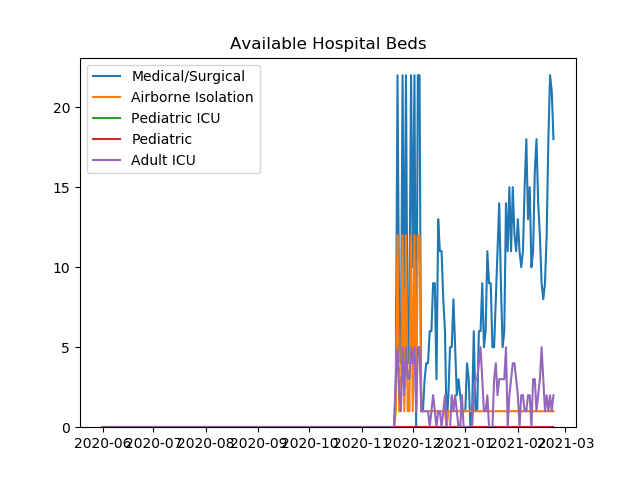 Available Hospital Beds
Medical/Surgical
Airborne Isolation
Pediatric ICU
Pediatric
Adult ICU
20
15
10
5
0
2020-06 2020-07 2020-08 2020-09 2020-10 2020-11 2020-12 2021-01 2021-02 2021-03